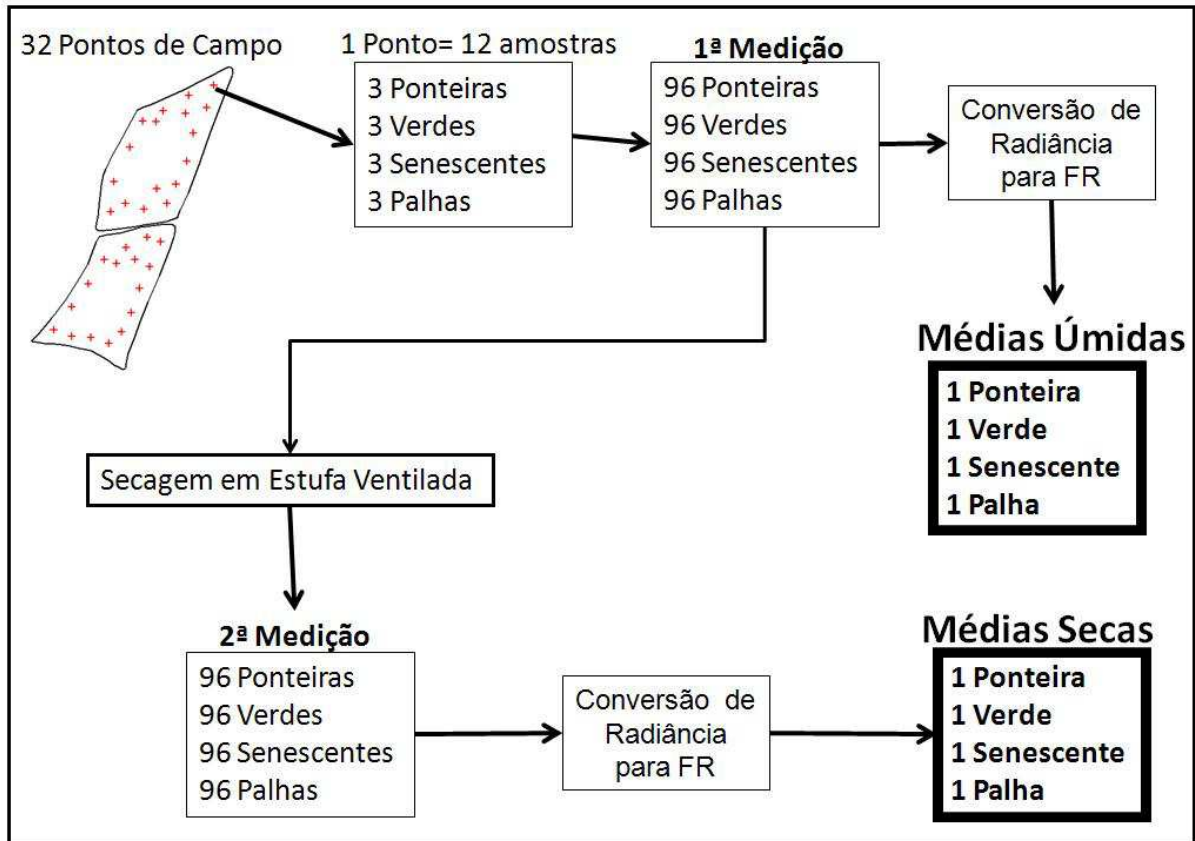 32 Pontos de Campo
1 Ponto= 12 amostras
3 Ponteiras
3 Verdes
3 Senescentes
3 Palhas
1ª Medição
96 Ponteiras
96 Verdes
96 Senescentes
96 Palhas
Conversão de
Radiância
para FR
Médias Úmidas
1 Ponteira
1 Verde
1 Senescente
1 Palha
Secagem em Estufa Ventilada
2ª Medição
96 Ponteiras
96 Verdes
96 Senescentes
96 Palhas
Conversão de
Radiância
para FR
Médias Secas
1 Ponteira
1 Verde
1 Senescente
1 Palha